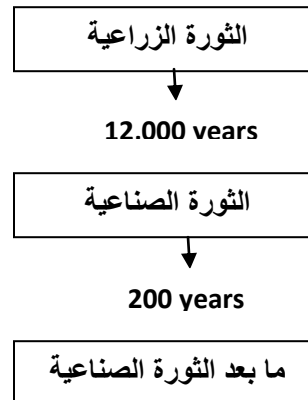 الثورة الزراعية
12.000 years
الثورة الصناعية
200 years
ما بعد الثورة الصناعية